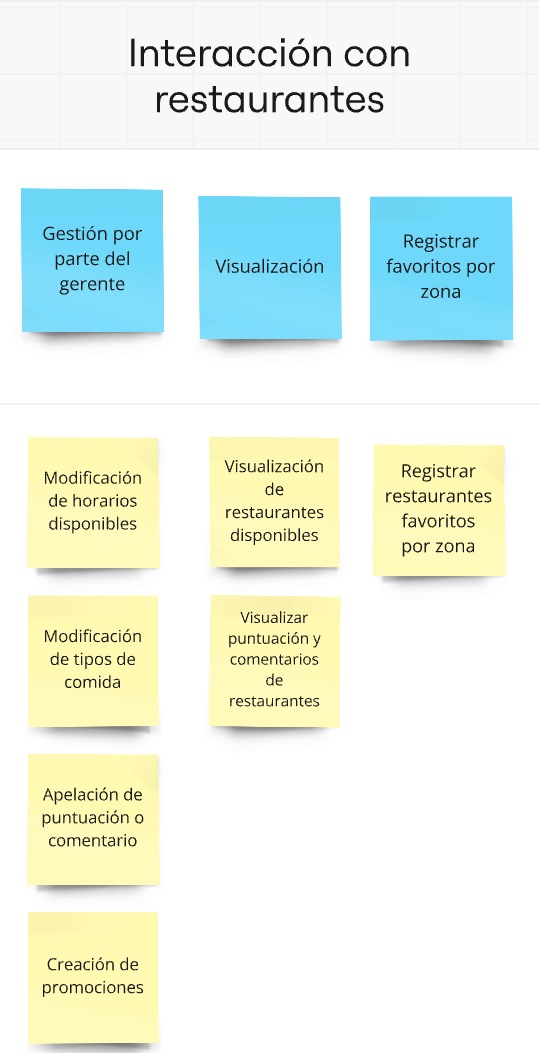 Interacción con
restaurantes
Gestión por
parte del
gerente
Visualización
Registrar
favoritos por
zona
Modificación
de horarios
disponibles
Visualización
de
restaurantes
disponibles
Registrar
restaurantes
favoritos
por zona
Modificación
de tipos de
comida
Visualizar
puntuación y
comentarios
de
restaurantes
Apelación de
puntuación o
comentario
Creación de
promociones